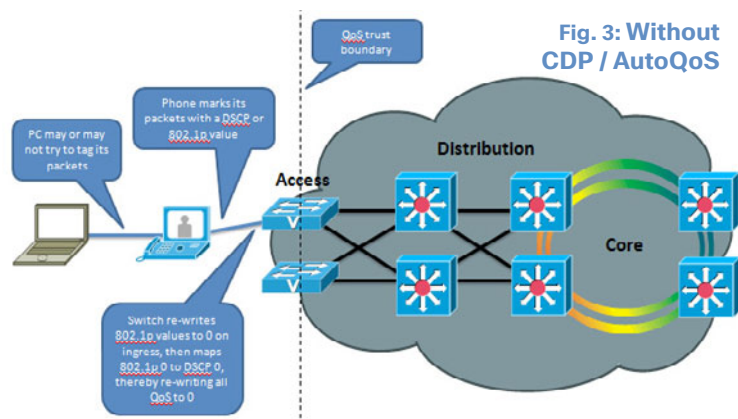 Fig. 3: Without
CDP / AutoQoS
QoS trust
boundary
Phone marks its
packets with a DSCP or
802.1p value
PC may or may
not try to tag its
packets
Distribution
Access
V
V
Core
Switch re-writes
802.1p values to 0 on
ingress, then maps
802.1p 0 to DSCP 0,
thereby re-writing all
QoS to 0